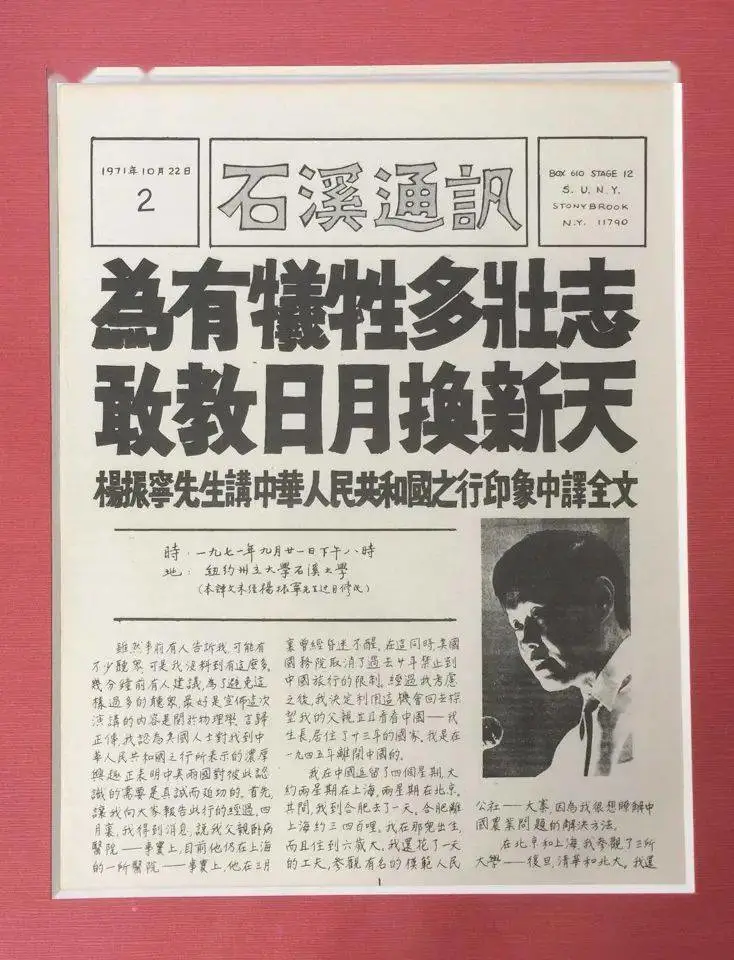 1971年10月22日
2
石溪通訊
BOX 610 STAGE 12
S. U. N. Y.
STONYBROOK
N.Y. 11790
為有犧牲多壯志
敢教日月换新天
楊振寧先生講中華人民共和國之行印象中譯全文
時：一九七一年九月廿一日下午八時
地：紐約州立大學石溪大學
(本譯文未經楊振寧先生过目修改)
雖然事前有人告訴我，可能有
不少聽眾，可是我沒料到有這麼多。
幾分鐘前有人建議，為了避免這
樣過多的聽眾，最好是宣佈這次
演講的内容是關於物理學。言歸
正傳，我認為美國人士對我到中
華人民共和國之行所表示的濃厚
興趣正表明中美兩國對彼此認
識的需要是真誠而迫切的。首先，
讓我向大家報告此行的經過，四
月裏，我得到消息，説我父親卧病
醫院——事實上，目前他仍在上海
的一所醫院——事實上，他在三月
裏曾經昏迷不醒。在這同時美國
國務院取消了過去廿年禁止到
中國旅行的限制。經過我考慮
之後，我决定利用這機會回去探
望我的父親並且看看中國——我
生長，居住了廿三年的國家。我是在
一九四五年離開中國的。
我在中國逗留了四個星期，大
約兩星期在上海，兩星期在北京。
其間，我到合肥去了一天。合肥離
上海約三四百哩，我在那兒出生，
而且住到六歲大。我還花了一天
的工夫，參觀有名的模範人民
公社——大寨。因為我很想瞭解中
國農業問題的解决方法。
在北京和上海，我參觀了三所
大學——復旦，清華和北大。我還
1